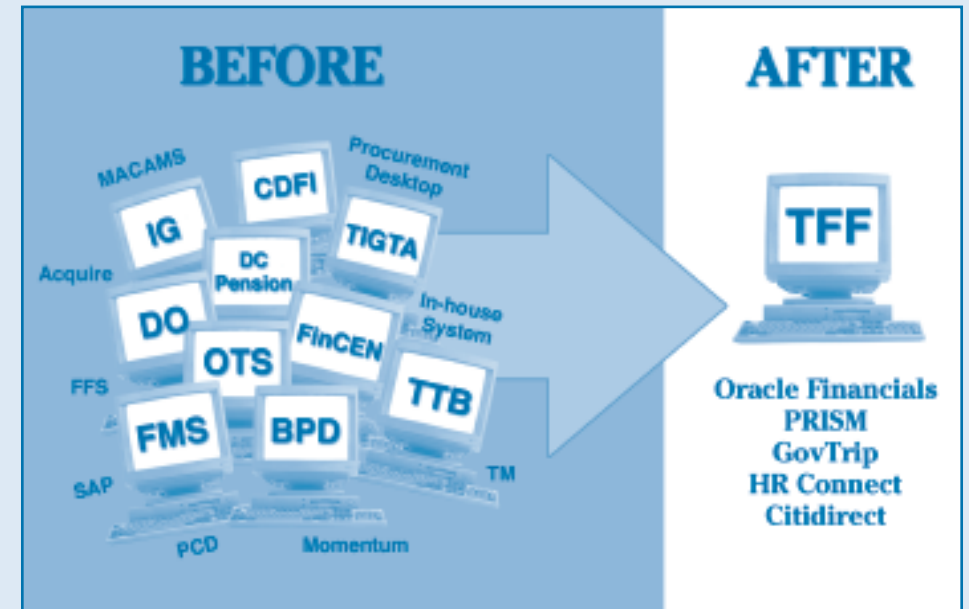 BEFORE
AFTER
MACAMS
CDFI
Procurement
Desktop
IG
TIGTA
TFF
Acquire
DC
Pension
DO
FinCEN
In-house
System
OTS
TTB
FFS
FMS
BPD
SAP
TM
PCD
Momentum
Oracle Financials
PRISM
GovTrip
HR Connect
Citidirect